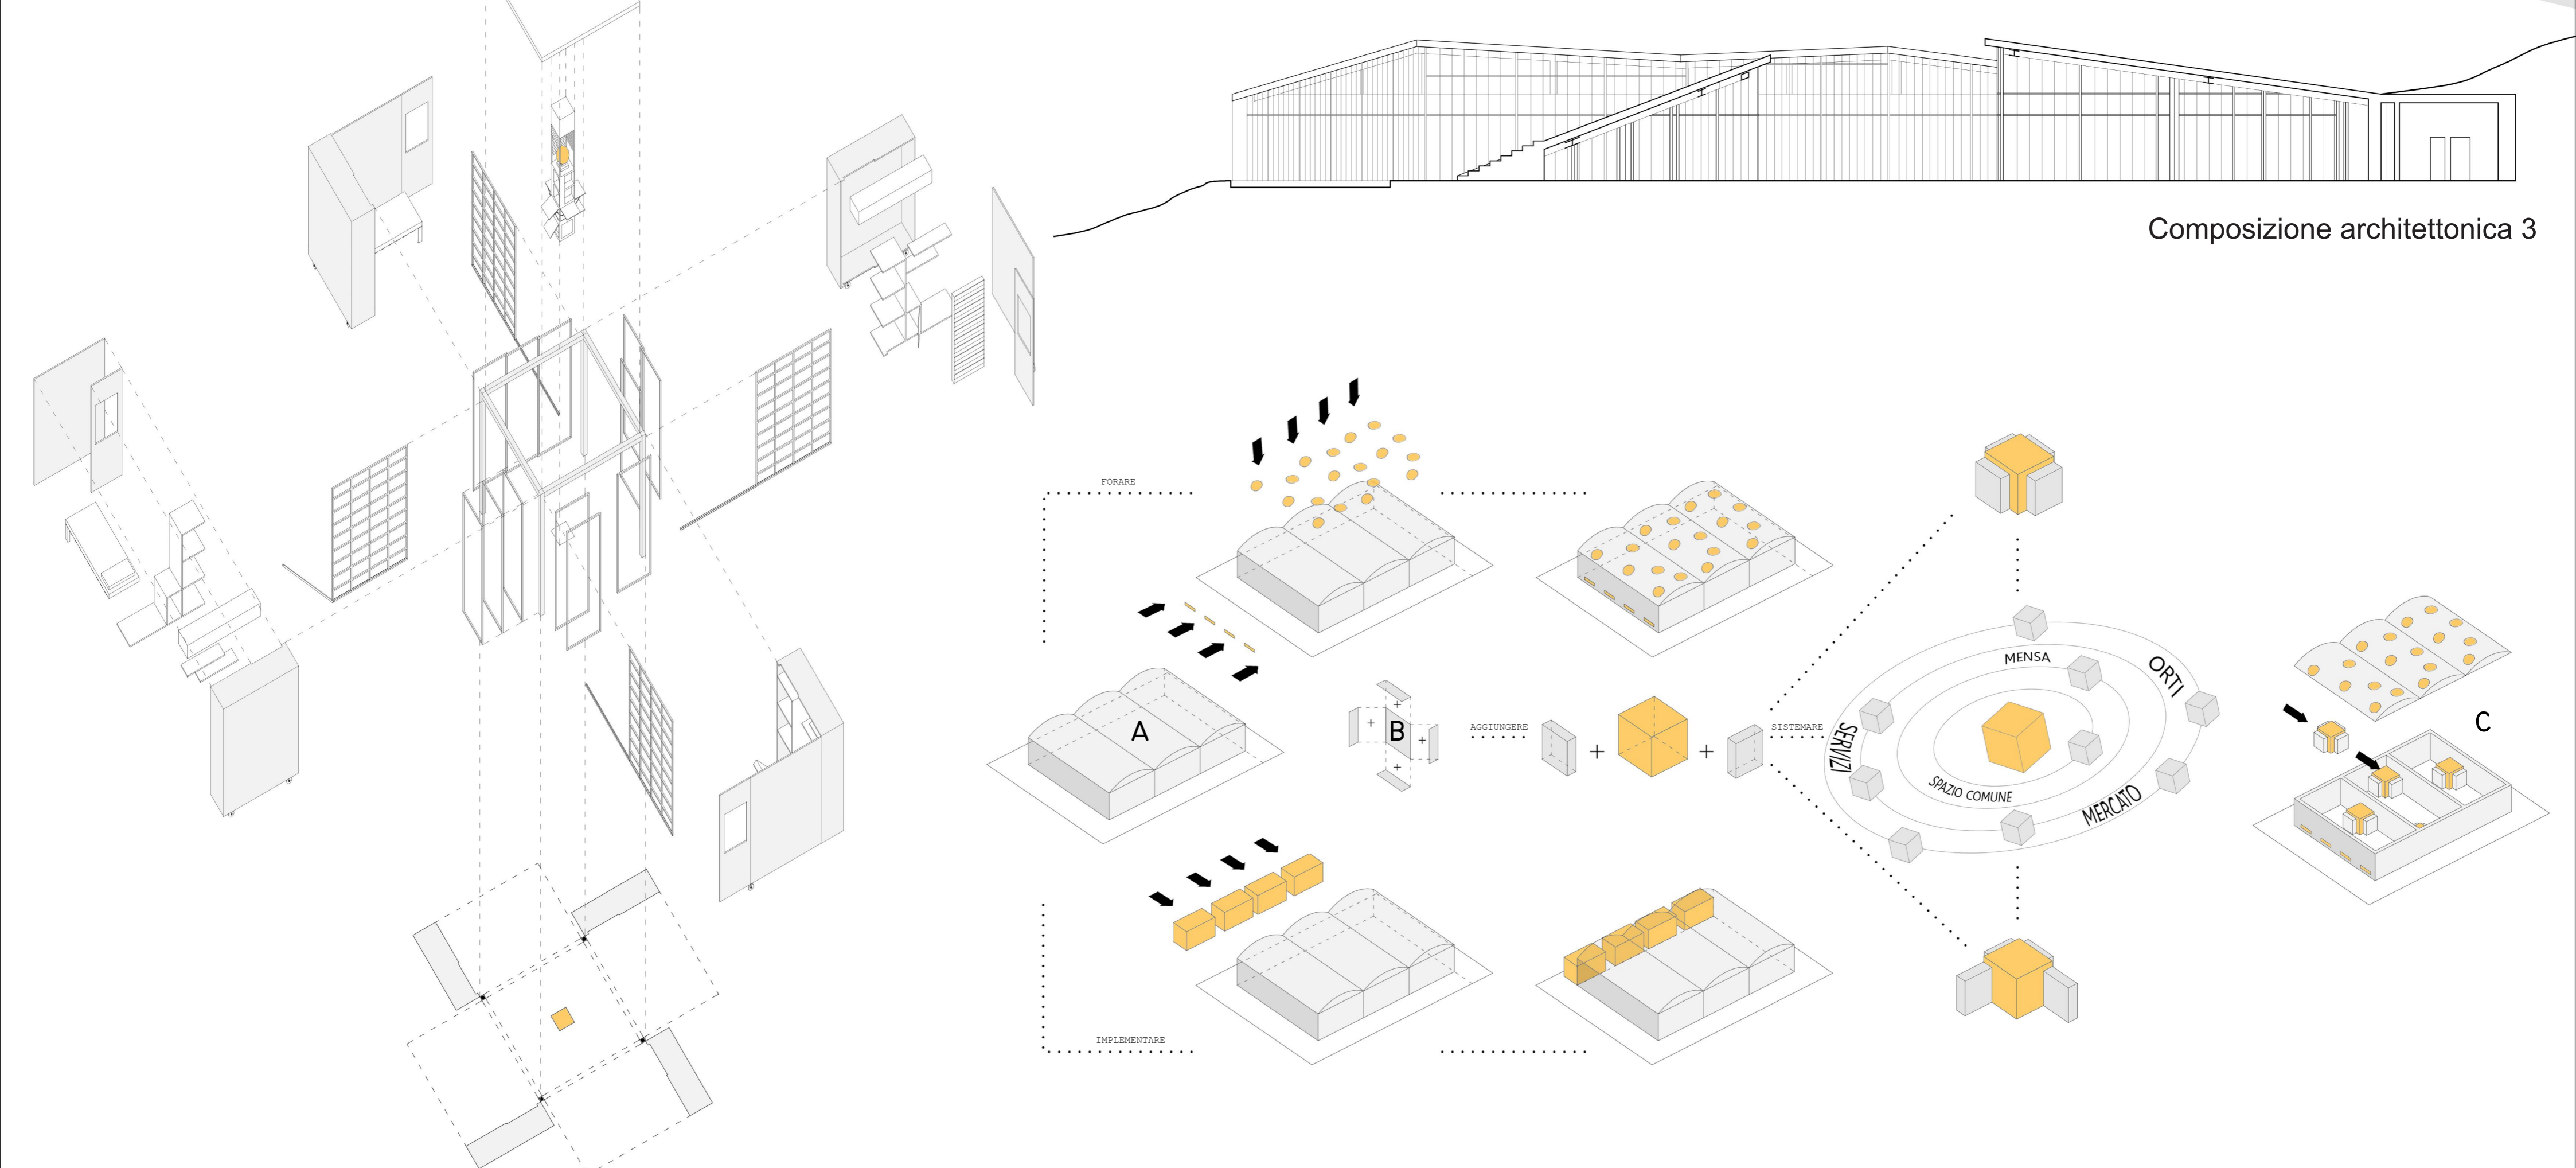 Composizione architettonica 3
FORARE
A
+
+
B
+
+
AGGIUNGERE
+
+
SISTEMARE
MENSA
ORTI
SERVIZI
SPAZIO COMUNE
MERCATO
C
IMPLEMENTARE